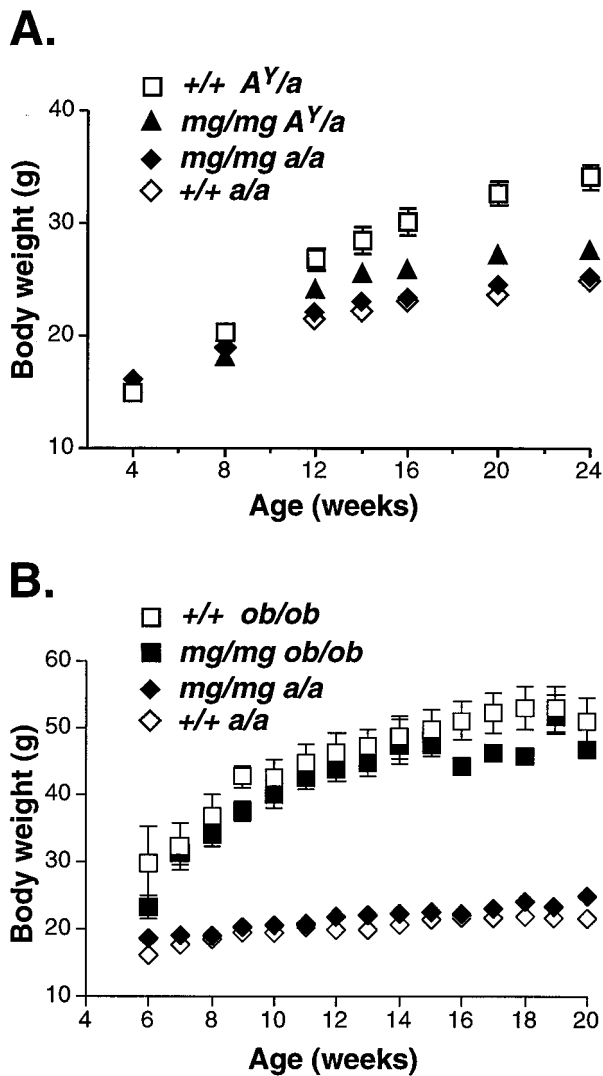 A.
+/+ A^Y/a
mg/mg A^Y/a
mg/mg a/a
+/+ a/a
40
30
20
10
Body weight (g)
4 8 12 14 16 20 24
Age (weeks)
B.
+/+ ob/ob
mg/mg ob/ob
mg/mg a/a
+/+ a/a
60
50
40
30
20
10
Body weight (g)
4 6 8 10 12 14 16 18 20
Age (weeks)